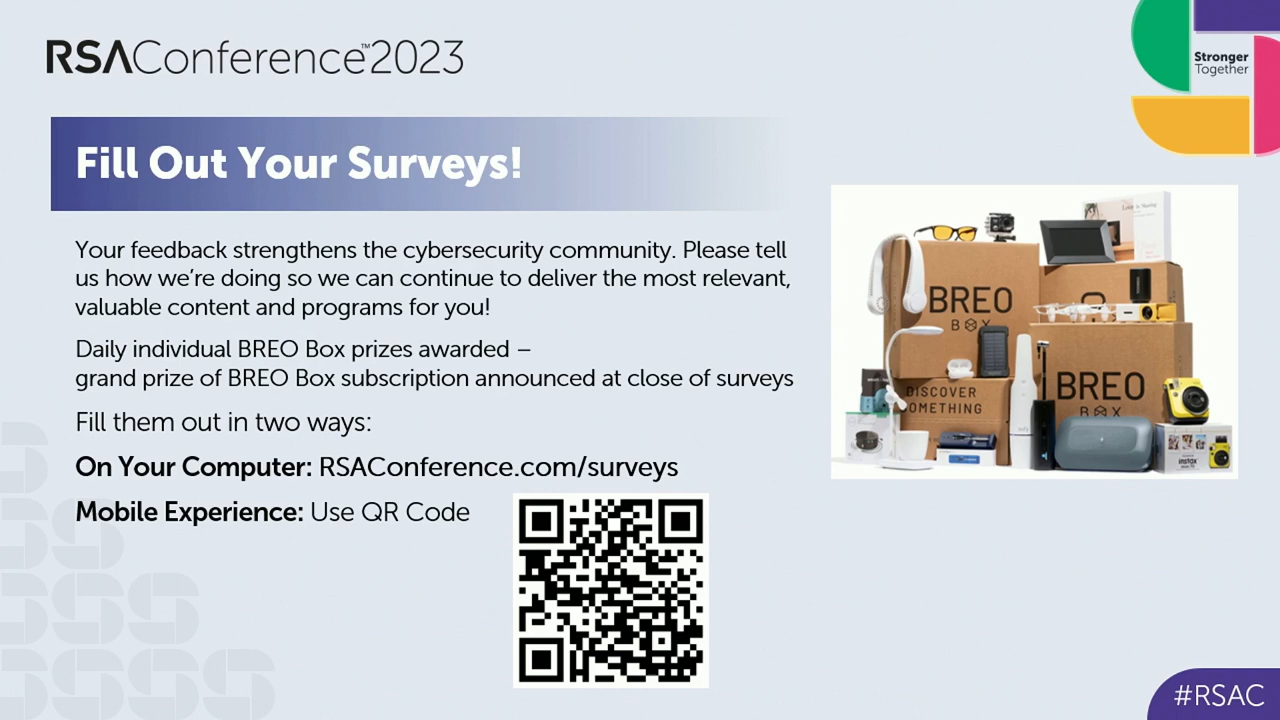 RSAConference™2023
Stronger
Together
Fill Out Your Surveys!
Your feedback strengthens the cybersecurity community. Please tell
us how we’re doing so we can continue to deliver the most relevant,
valuable content and programs for you!
Daily individual BREO Box prizes awarded –
grand prize of BREO Box subscription announced at close of surveys
Fill them out in two ways:
On Your Computer: RSAConference.com/surveys
Mobile Experience: Use QR Code
BREO
BOX
BREO
BOX
DISCOVER
OMETHING
instax
#RSAC